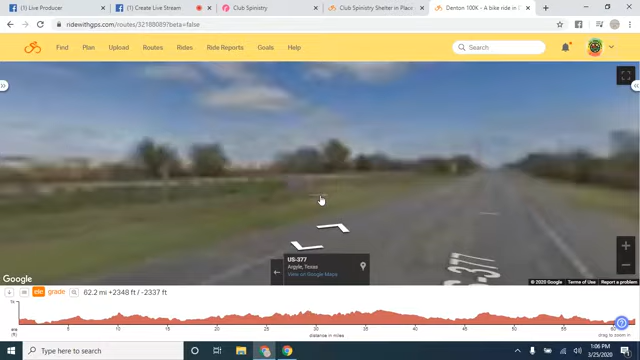 (1) Live Producer
(1) Create Live Stream
Club Spinistry
Club Spinistry Shelter in Place
Denton 100K - A bike ride in D
ridewithgps.com/routes/32188089?beta=false
Find Plan Upload Routes Rides Ride Reports Goals Help
Search
US-377
Argyle, Texas
View on Google Maps
-377
Google
© 2020 Google Terms of Use Report a problem
ele grade 62.2 mi +2348 ft / -2337 ft
5 10 15 20 25 30 35 40 45 50 55
distance in miles
drag to zoom in
Type here to search
1:06 PM
3/25/2020